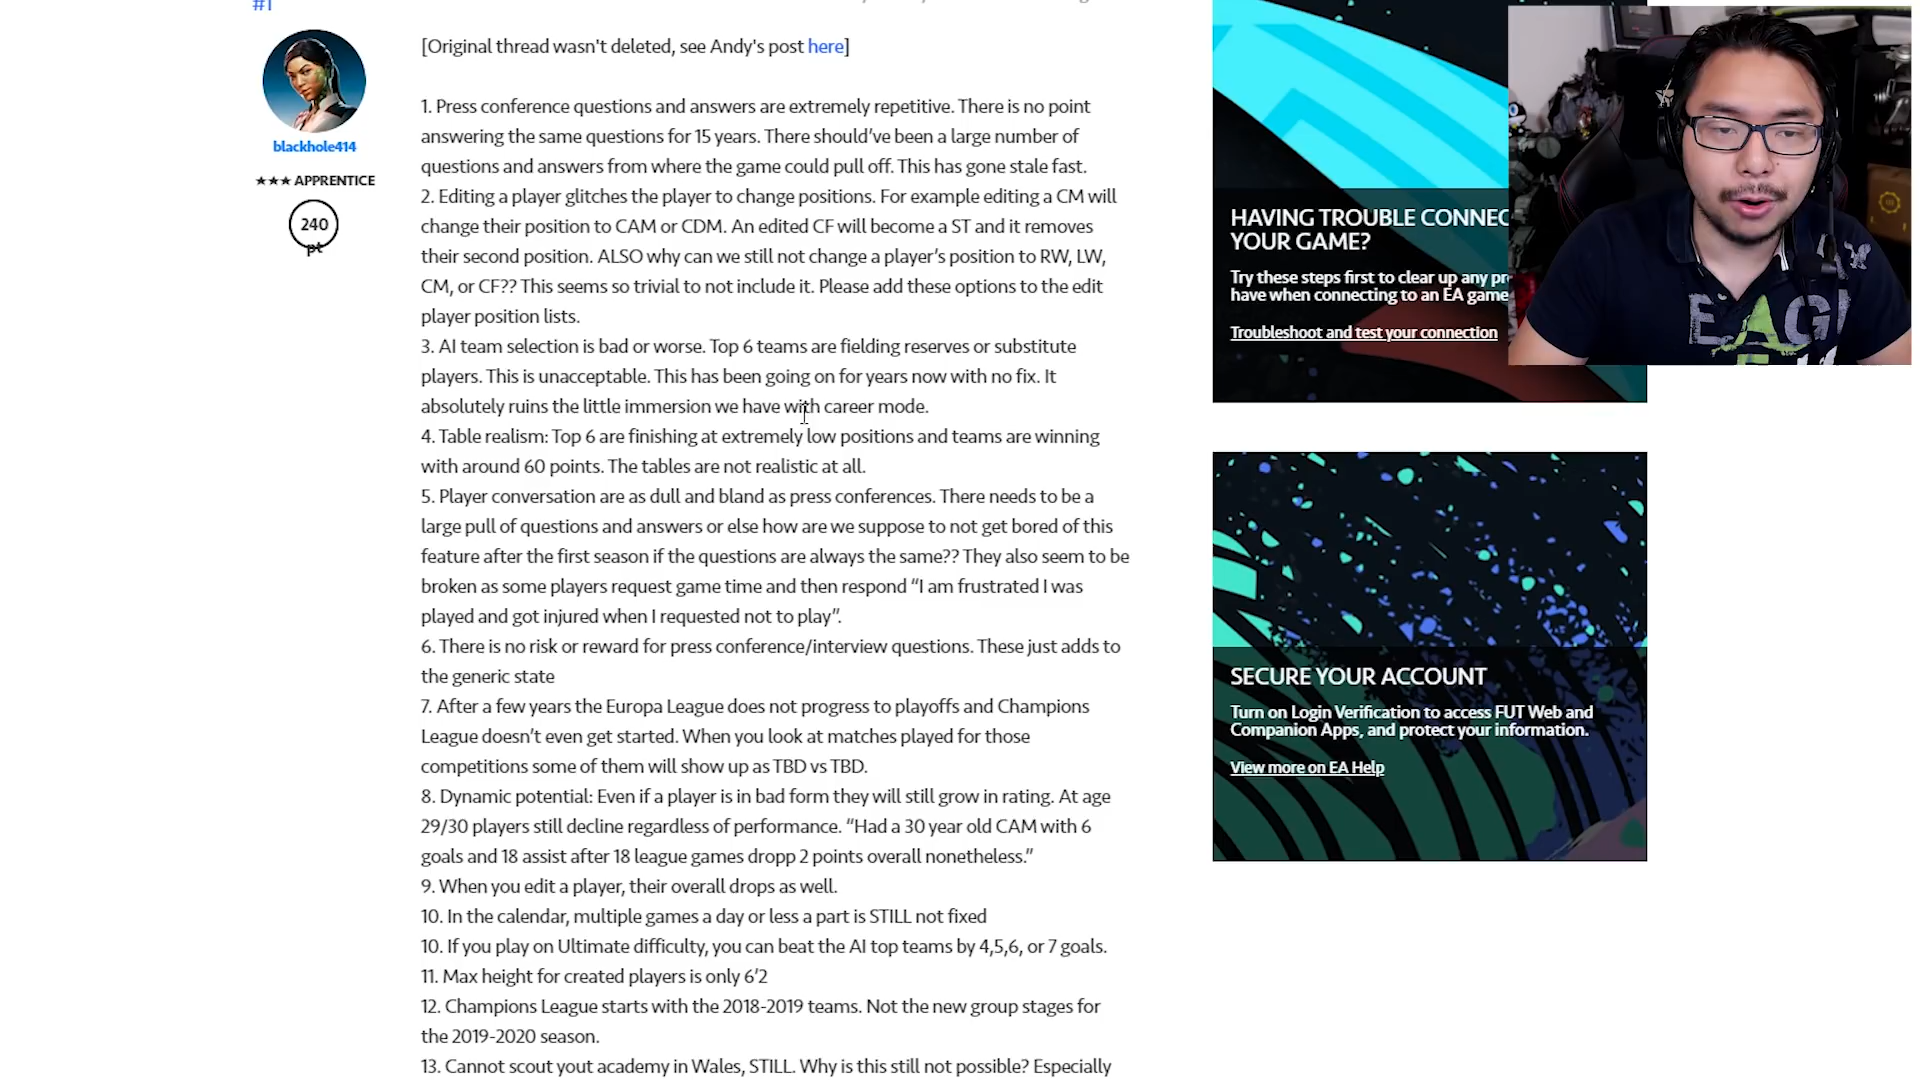 #1
[Original thread wasn't deleted, see Andy's post here]
blackhole414
★★★ APPRENTICE
240
pt
1. Press conference questions and answers are extremely repetitive. There is no point
answering the same questions for 15 years. There should've been a large number of
questions and answers from where the game could pull off. This has gone stale fast.
2. Editing a player glitches the player to change positions. For example editing a CM will
change their position to CAM or CDM. An edited CF will become a ST and it removes
their second position. ALSO why can we still not change a player's position to RW, LW,
CM, or CF?? This seems so trivial to not include it. Please add these options to the edit
player position lists.
3. AI team selection is bad or worse. Top 6 teams are fielding reserves or substitute
players. This is unacceptable. This has been going on for years now with no fix. It
absolutely ruins the little immersion we have with career mode.
4. Table realism: Top 6 are finishing at extremely low positions and teams are winning
with around 60 points. The tables are not realistic at all.
5. Player conversation are as dull and bland as press conferences. There needs to be a
large pull of questions and answers or else how are we suppose to not get bored of this
feature after the first season if the questions are always the same?? They also seem to be
broken as some players request game time and then respond “I am frustrated I was
played and got injured when I requested not to play”.
6. There is no risk or reward for press conference/interview questions. These just adds to
the generic state
7. After a few years the Europa League does not progress to playoffs and Champions
League doesn't even get started. When you look at matches played for those
competitions some of them will show up as TBD vs TBD.
8. Dynamic potential: Even if a player is in bad form they will still grow in rating. At age
29/30 players still decline regardless of performance. “Had a 30 year old CAM with 6
goals and 18 assist after 18 league games dropp 2 points overall nonetheless.”
9. When you edit a player, their overall drops as well.
10. In the calendar, multiple games a day or less a part is STILL not fixed
10. If you play on Ultimate difficulty, you can beat the AI top teams by 4,5,6, or 7 goals.
11. Max height for created players is only 6'2
12. Champions League starts with the 2018-2019 teams. Not the new group stages for
the 2019-2020 season.
13. Cannot scout yout academy in Wales, STILL. Why is this still not possible? Especially
HAVING TROUBLE CONNEC
YOUR GAME?
Try these steps first to clear up any pr
have when connecting to an EA game
Troubleshoot and test your connection
SECURE YOUR ACCOUNT
Turn on Login Verification to access FUT Web and
Companion Apps, and protect your information.
View more on EA Help
EAG